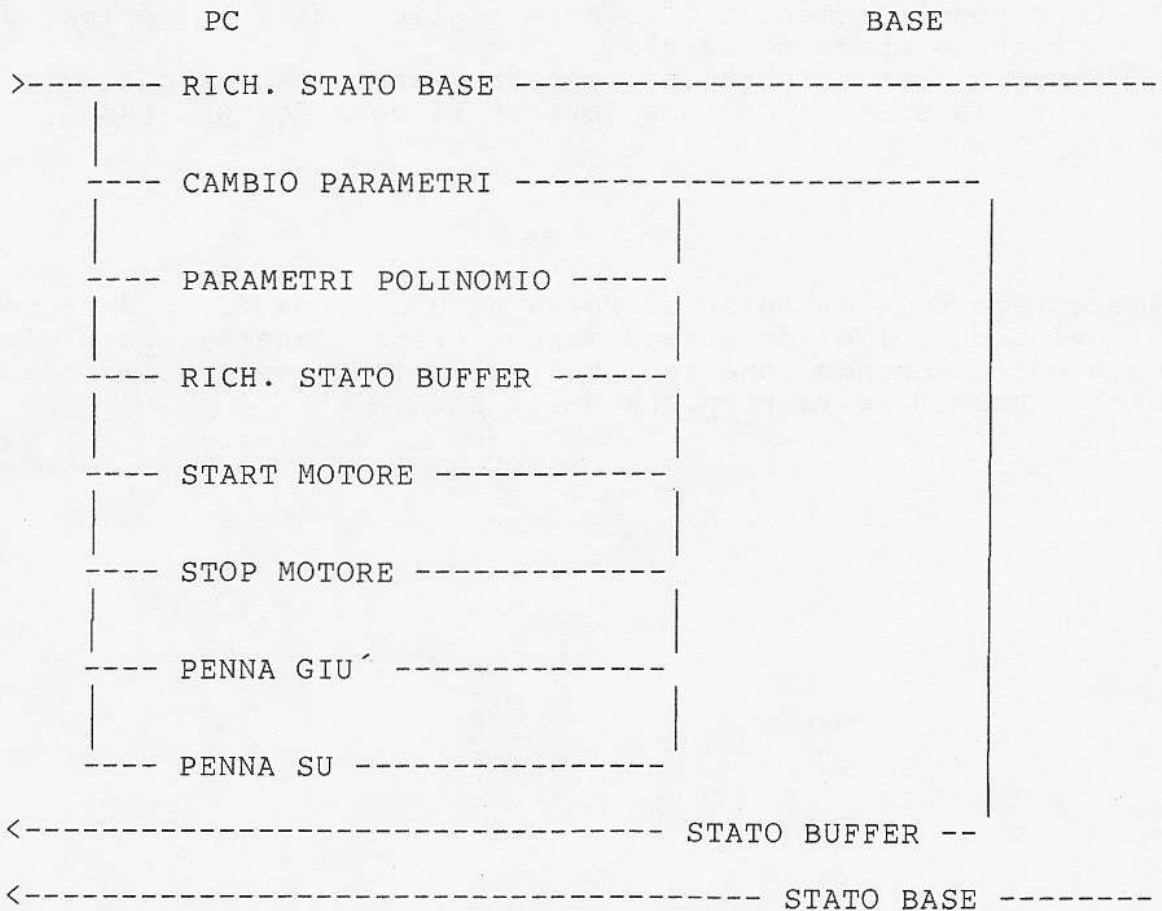 PC BASE
RICH. STATO BASE
CAMBIO PARAMETRI
PARAMETRI POLINOMIO
RICH. STATO BUFFER
START MOTORE
STOP MOTORE
PENNA GIU´
PENNA SU
STATO BUFFER
STATO BASE